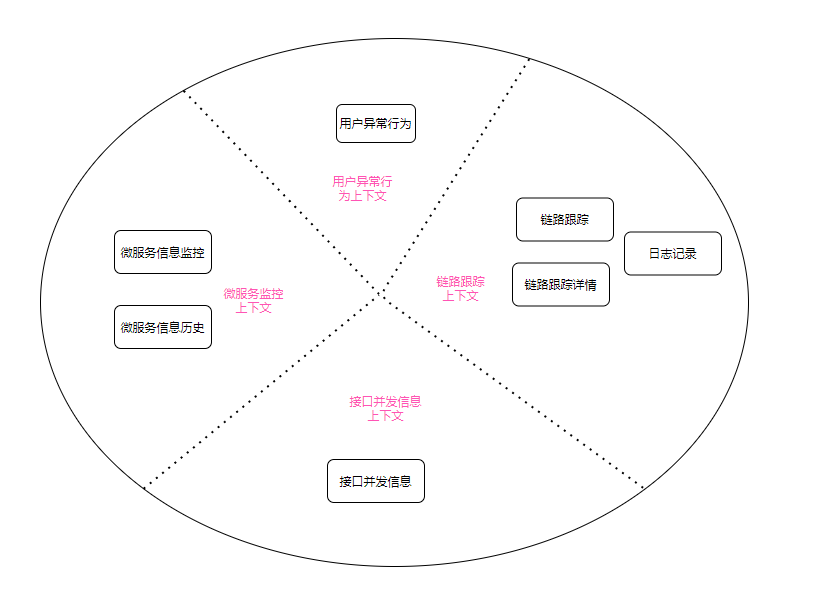 用户异常行为
用户异常行
为上下文
链路跟踪
日志记录
微服务信息监控
链路跟踪
上下文
链路跟踪详情
微服务监控
上下文
微服务信息历史
接口并发信息
上下文
接口并发信息